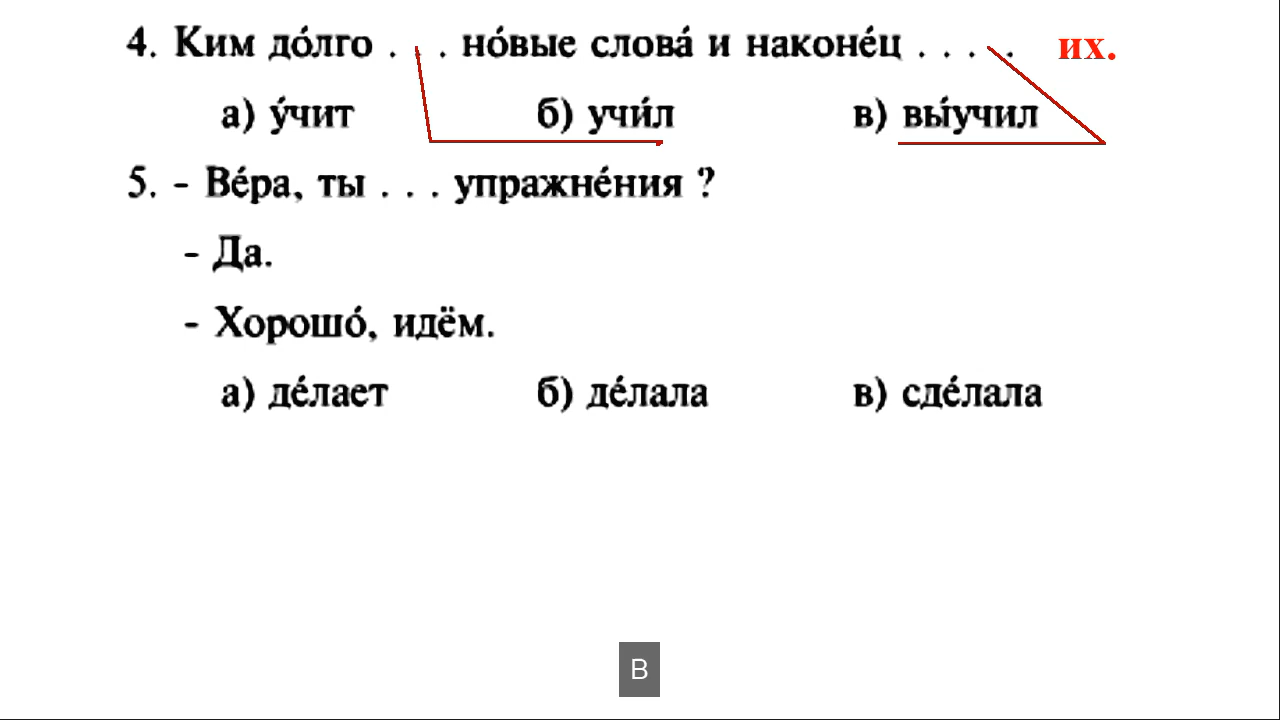 4. Ким до́лго . . . но́вые слова́ и наконе́ц . . . . их.
а) у́чит б) учи́л в) вы́учил
5. - Ве́ра, ты . . . упражне́ния ?
- Да.
- Хорошо́, идём.
а) де́лает б) де́лала в) сде́лала
В